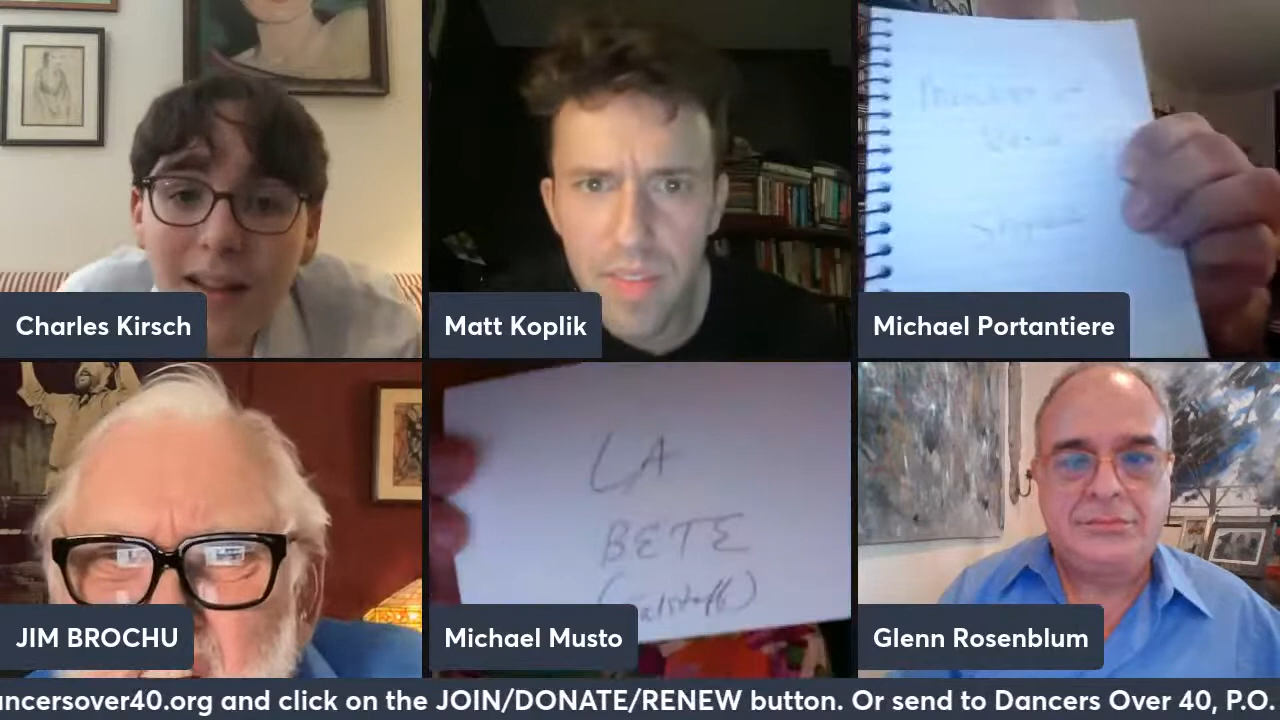 Charles Kirsch
Matt Koplik
Michael Portantiere
LA
BETE
(Falstaff)
JIM BROCHU
Michael Musto
Glenn Rosenblum
ancersover40.org and click on the JOIN/DONATE/RENEW button. Or send to Dancers Over 40, P.O.